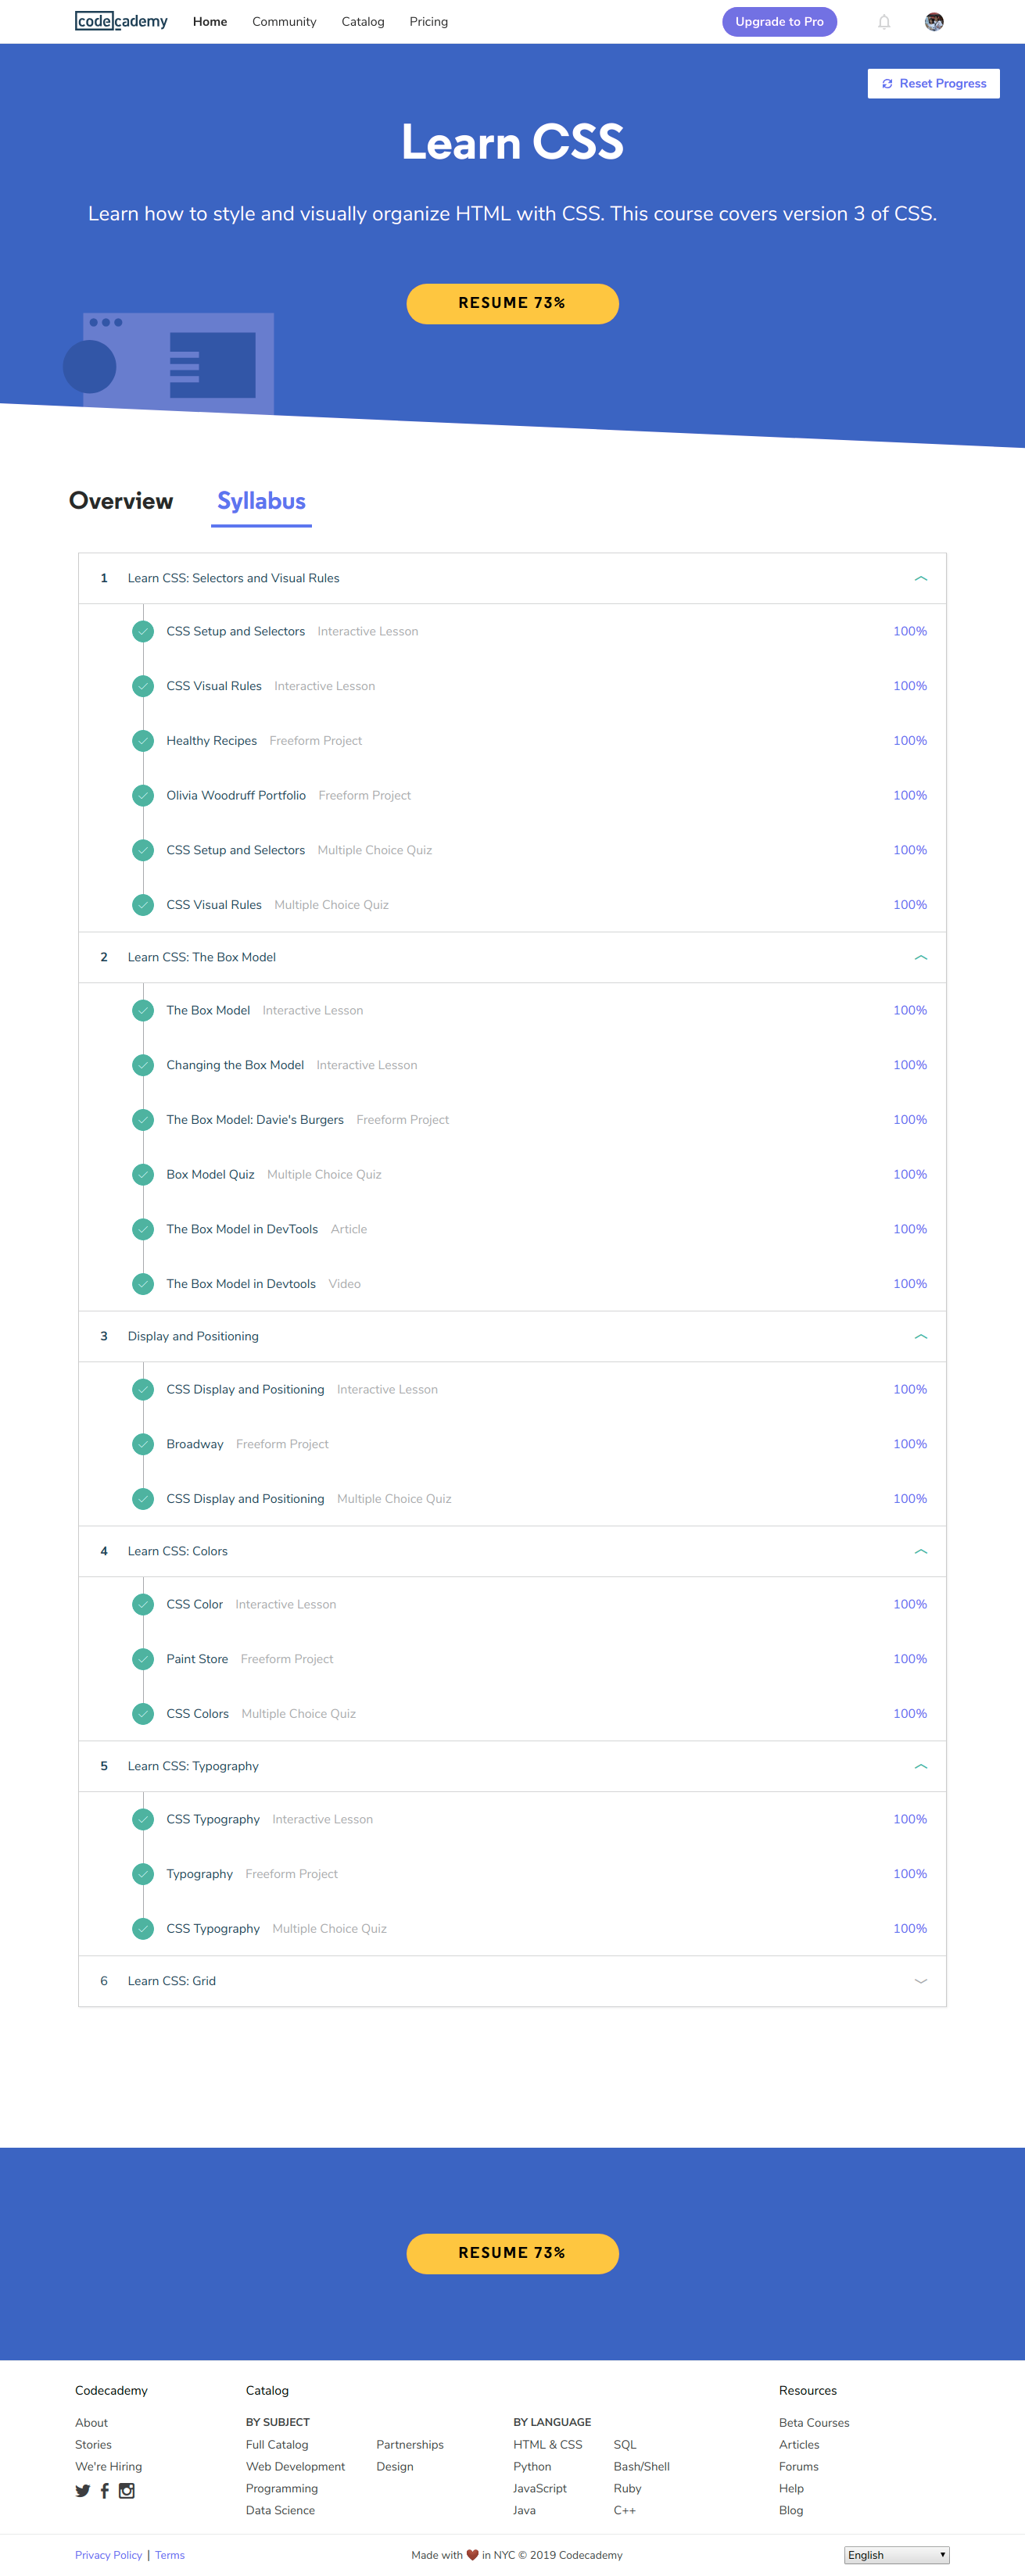 codecademy Home Community Catalog Pricing Upgrade to Pro
Reset Progress
Learn CSS
Learn how to style and visually organize HTML with CSS. This course covers version 3 of CSS.
RESUME 73%
Overview Syllabus
1 Learn CSS: Selectors and Visual Rules
CSS Setup and Selectors Interactive Lesson 100%
CSS Visual Rules Interactive Lesson 100%
Healthy Recipes Freeform Project 100%
Olivia Woodruff Portfolio Freeform Project 100%
CSS Setup and Selectors Multiple Choice Quiz 100%
CSS Visual Rules Multiple Choice Quiz 100%
2 Learn CSS: The Box Model
The Box Model Interactive Lesson 100%
Changing the Box Model Interactive Lesson 100%
The Box Model: Davie's Burgers Freeform Project 100%
Box Model Quiz Multiple Choice Quiz 100%
The Box Model in DevTools Article 100%
The Box Model in Devtools Video 100%
3 Display and Positioning
CSS Display and Positioning Interactive Lesson 100%
Broadway Freeform Project 100%
CSS Display and Positioning Multiple Choice Quiz 100%
4 Learn CSS: Colors
CSS Color Interactive Lesson 100%
Paint Store Freeform Project 100%
CSS Colors Multiple Choice Quiz 100%
5 Learn CSS: Typography
CSS Typography Interactive Lesson 100%
Typography Freeform Project 100%
CSS Typography Multiple Choice Quiz 100%
6 Learn CSS: Grid
RESUME 73%
Codecademy Catalog Resources
About BY SUBJECT BY LANGUAGE Beta Courses
Stories Full Catalog Partnerships HTML & CSS SQL Articles
We're Hiring Web Development Design Python Bash/Shell Forums
Programming JavaScript Ruby Help
Data Science Java C++ Blog
Privacy Policy | Terms Made with ❤ in NYC © 2019 Codecademy English